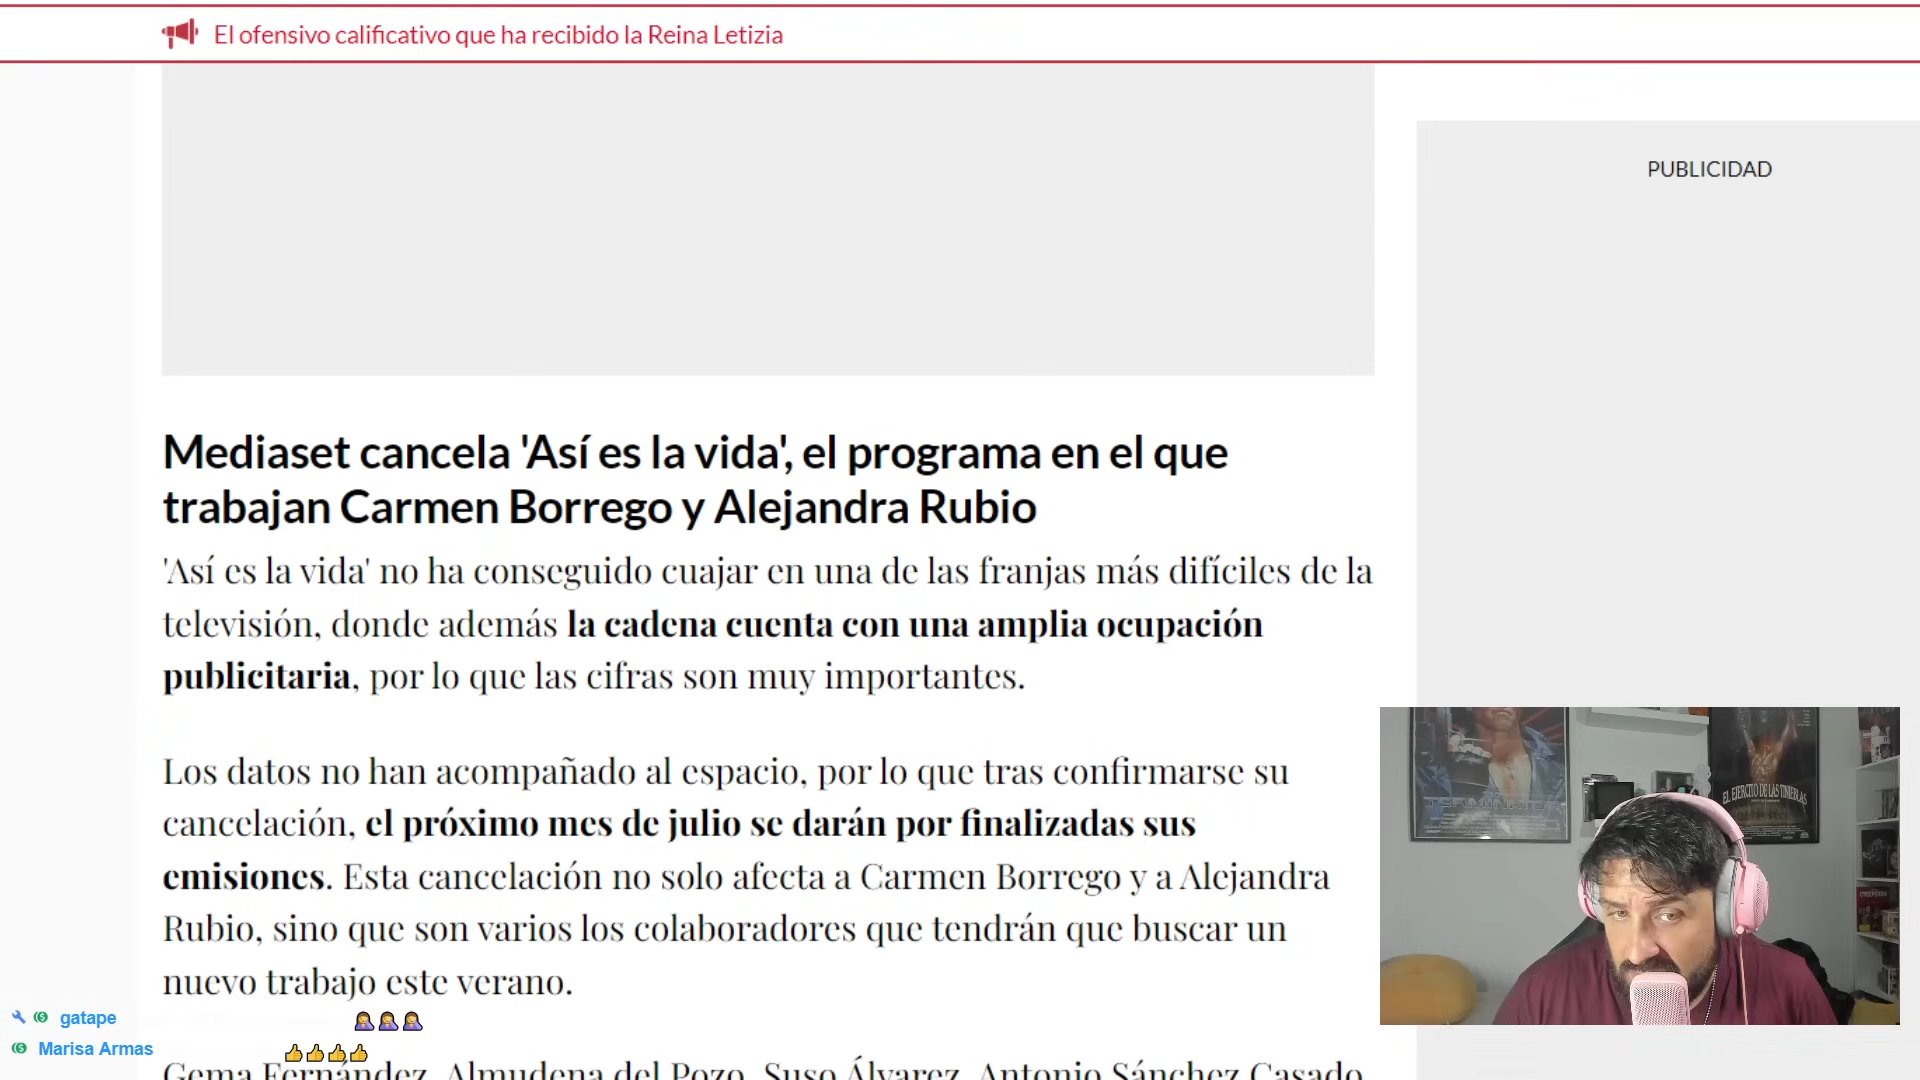 El ofensivo calificativo que ha recibido la Reina Letizia
PUBLICIDAD
Mediaset cancela 'Así es la vida', el programa en el que
trabajan Carmen Borrego y Alejandra Rubio
'Así es la vida' no ha conseguido cuajar en una de las franjas más difíciles de la
televisión, donde además la cadena cuenta con una amplia ocupación
publicitaria, por lo que las cifras son muy importantes.
Los datos no han acompañado al espacio, por lo que tras confirmarse su
cancelación, el próximo mes de julio se darán por finalizadas sus
emisiones. Esta cancelación no solo afecta a Carmen Borrego y a Alejandra
Rubio, sino que son varios los colaboradores que tendrán que buscar un
nuevo trabajo este verano.
Gema Fernández, Almudena del Pozo, Suso Álvarez, Antonio Sánchez Casado,
gatape
Marisa Armas
TERMINATOR
EL EJERCITO DE LAS TINIEBLAS